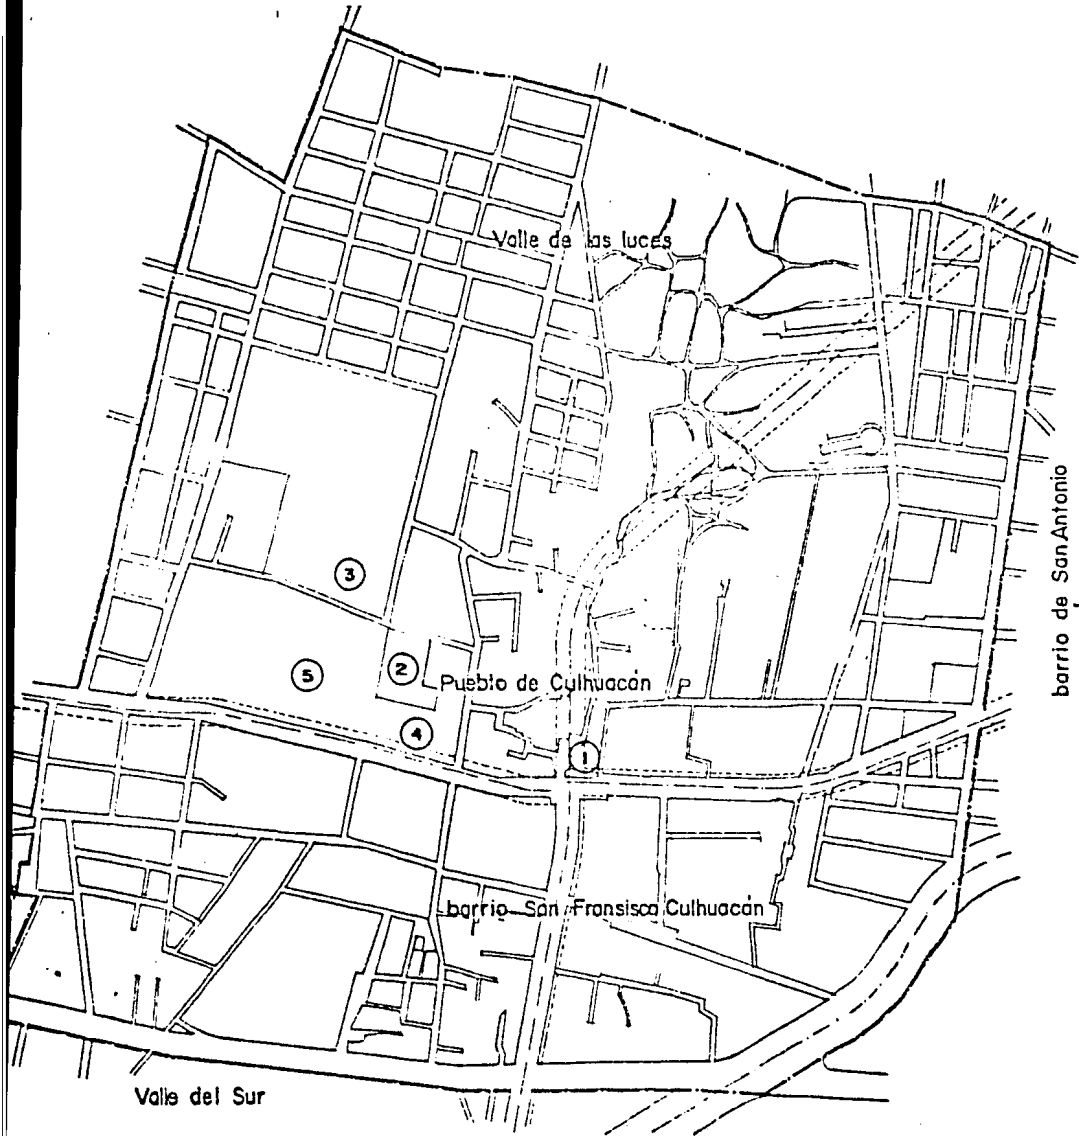 Valle de las luces
barrio de San Antonio
3
2
5
Pueblo de Culhuacán
4
1
barrio San Fransisco Culhuacán
Valle del Sur